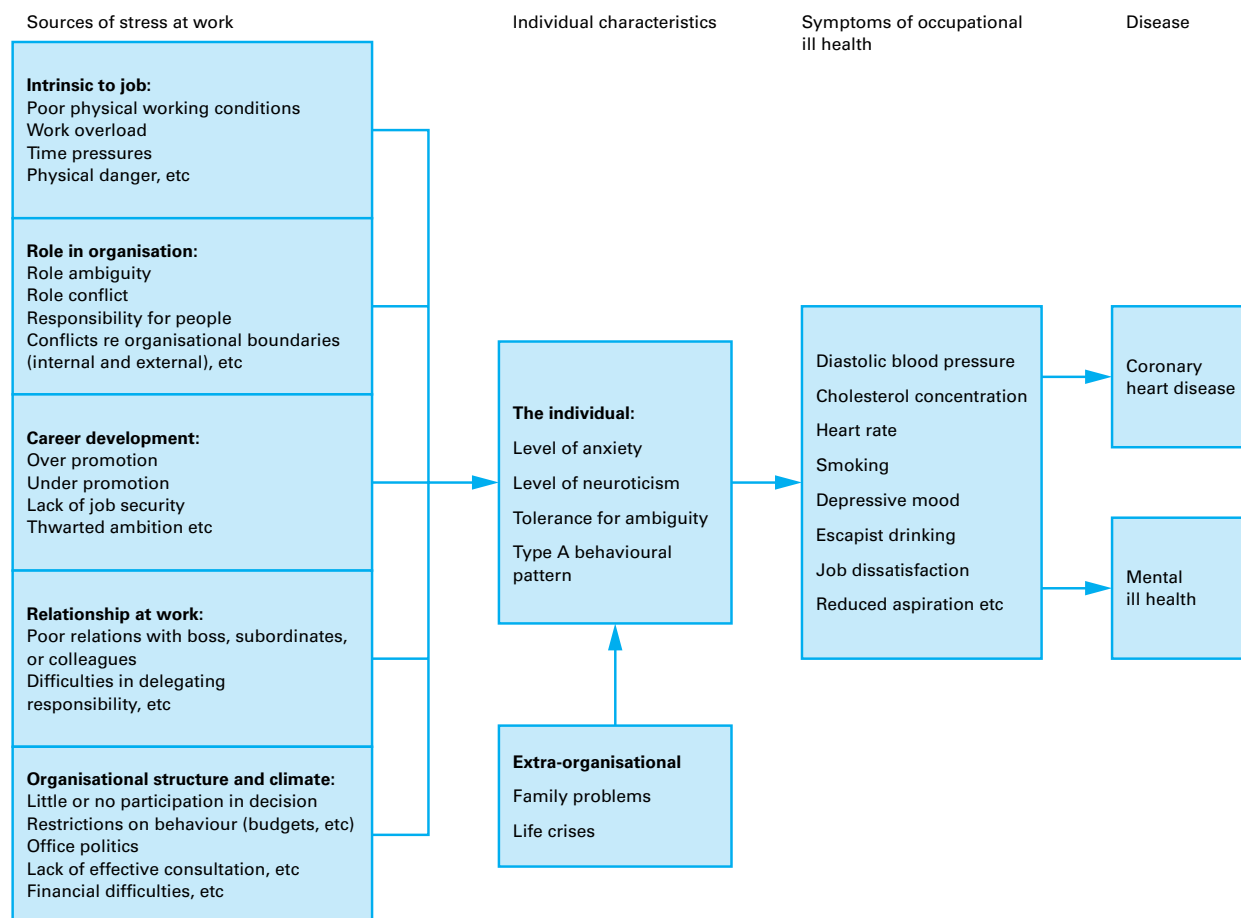 Sources of stress at work
Individual characteristics
Symptoms of occupational
ill health
Disease
Intrinsic to job:
Poor physical working conditions
Work overload
Time pressures
Physical danger, etc
Role in organisation:
Role ambiguity
Role conflict
Responsibility for people
Conflicts re organisational boundaries
(internal and external), etc
Career development:
Over promotion
Under promotion
Lack of job security
Thwarted ambition etc
Relationship at work:
Poor relations with boss, subordinates,
or colleagues
Difficulties in delegating
responsibility, etc
Organisational structure and climate:
Little or no participation in decision
Restrictions on behaviour (budgets, etc)
Office politics
Lack of effective consultation, etc
Financial difficulties, etc
The individual:
Level of anxiety
Level of neuroticism
Tolerance for ambiguity
Type A behavioural
pattern
Extra-organisational
Family problems
Life crises
Diastolic blood pressure
Cholesterol concentration
Heart rate
Smoking
Depressive mood
Escapist drinking
Job dissatisfaction
Reduced aspiration etc
Coronary
heart disease
Mental
ill health